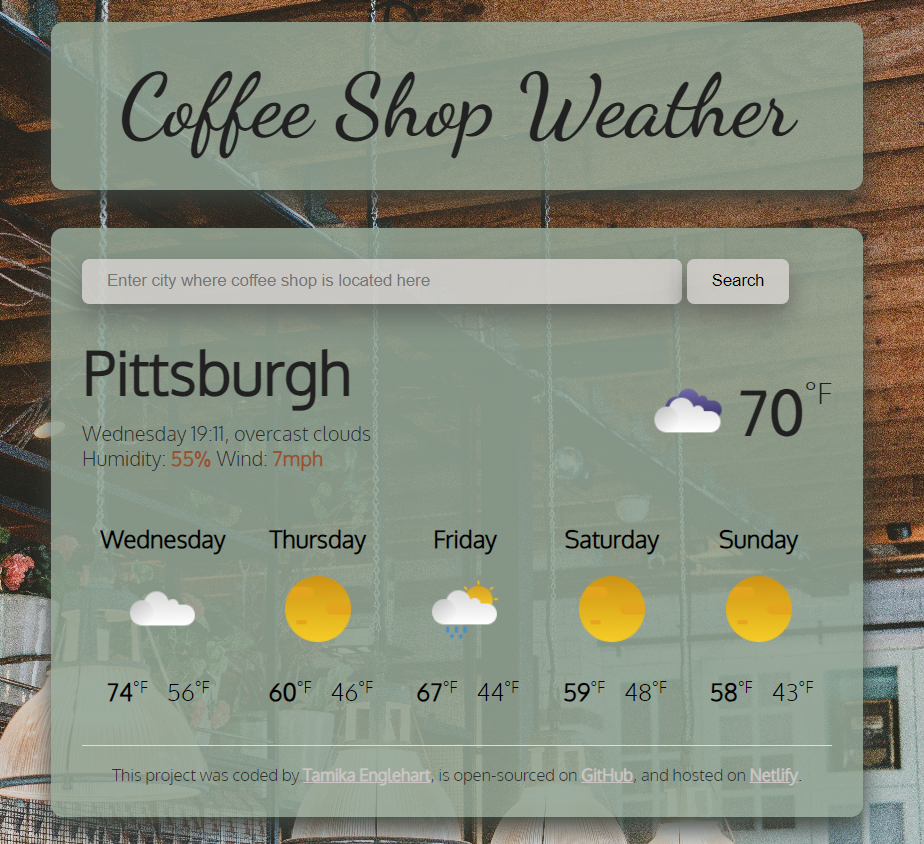 Coffee Shop Weather
Enter city where coffee shop is located here Search
Pittsburgh
70°F
Wednesday 19:11, overcast clouds
Humidity: 55% Wind: 7mph
Wednesday Thursday Friday Saturday Sunday
74°F 56°F 60°F 46°F 67°F 44°F 59°F 48°F 58°F 43°F
This project was coded by Tamika Englehart, is open-sourced on GitHub, and hosted on Netlify.